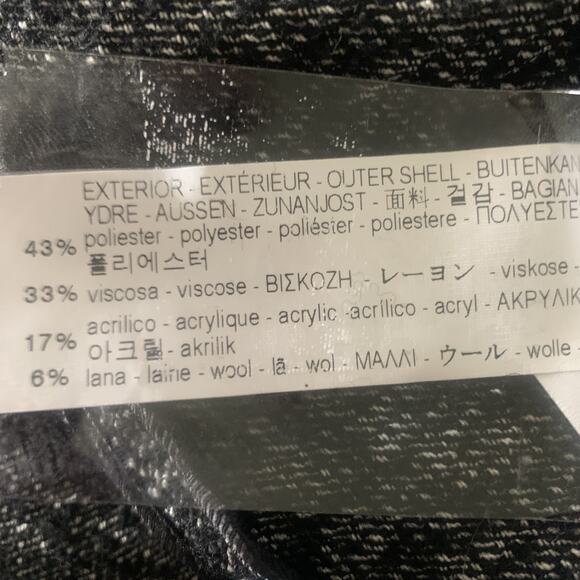 EXTERIOR - EXTÉRIEUR - OUTER SHELL - BUITENKAN
YDRE - AUSSEN - ZUNANJOST - 面料 - 겉감 - BAGIAN
43% poliester - polyester - poliéster - poliestere - ΠΟΛΥΕΣΤΕ
폴리에스터
33% viscosa - viscose - ΒΙΣΚΟΖΗ - レーヨン - viskose -
17% acrilico - acrylique - acrylic - acrílico - acryl - ΑΚΡΥΛΙΚ
아크릴 - akrilik
6% lana - laine - wool - lã - wol - ΜΑΛΛΙ - ウール - wolle -